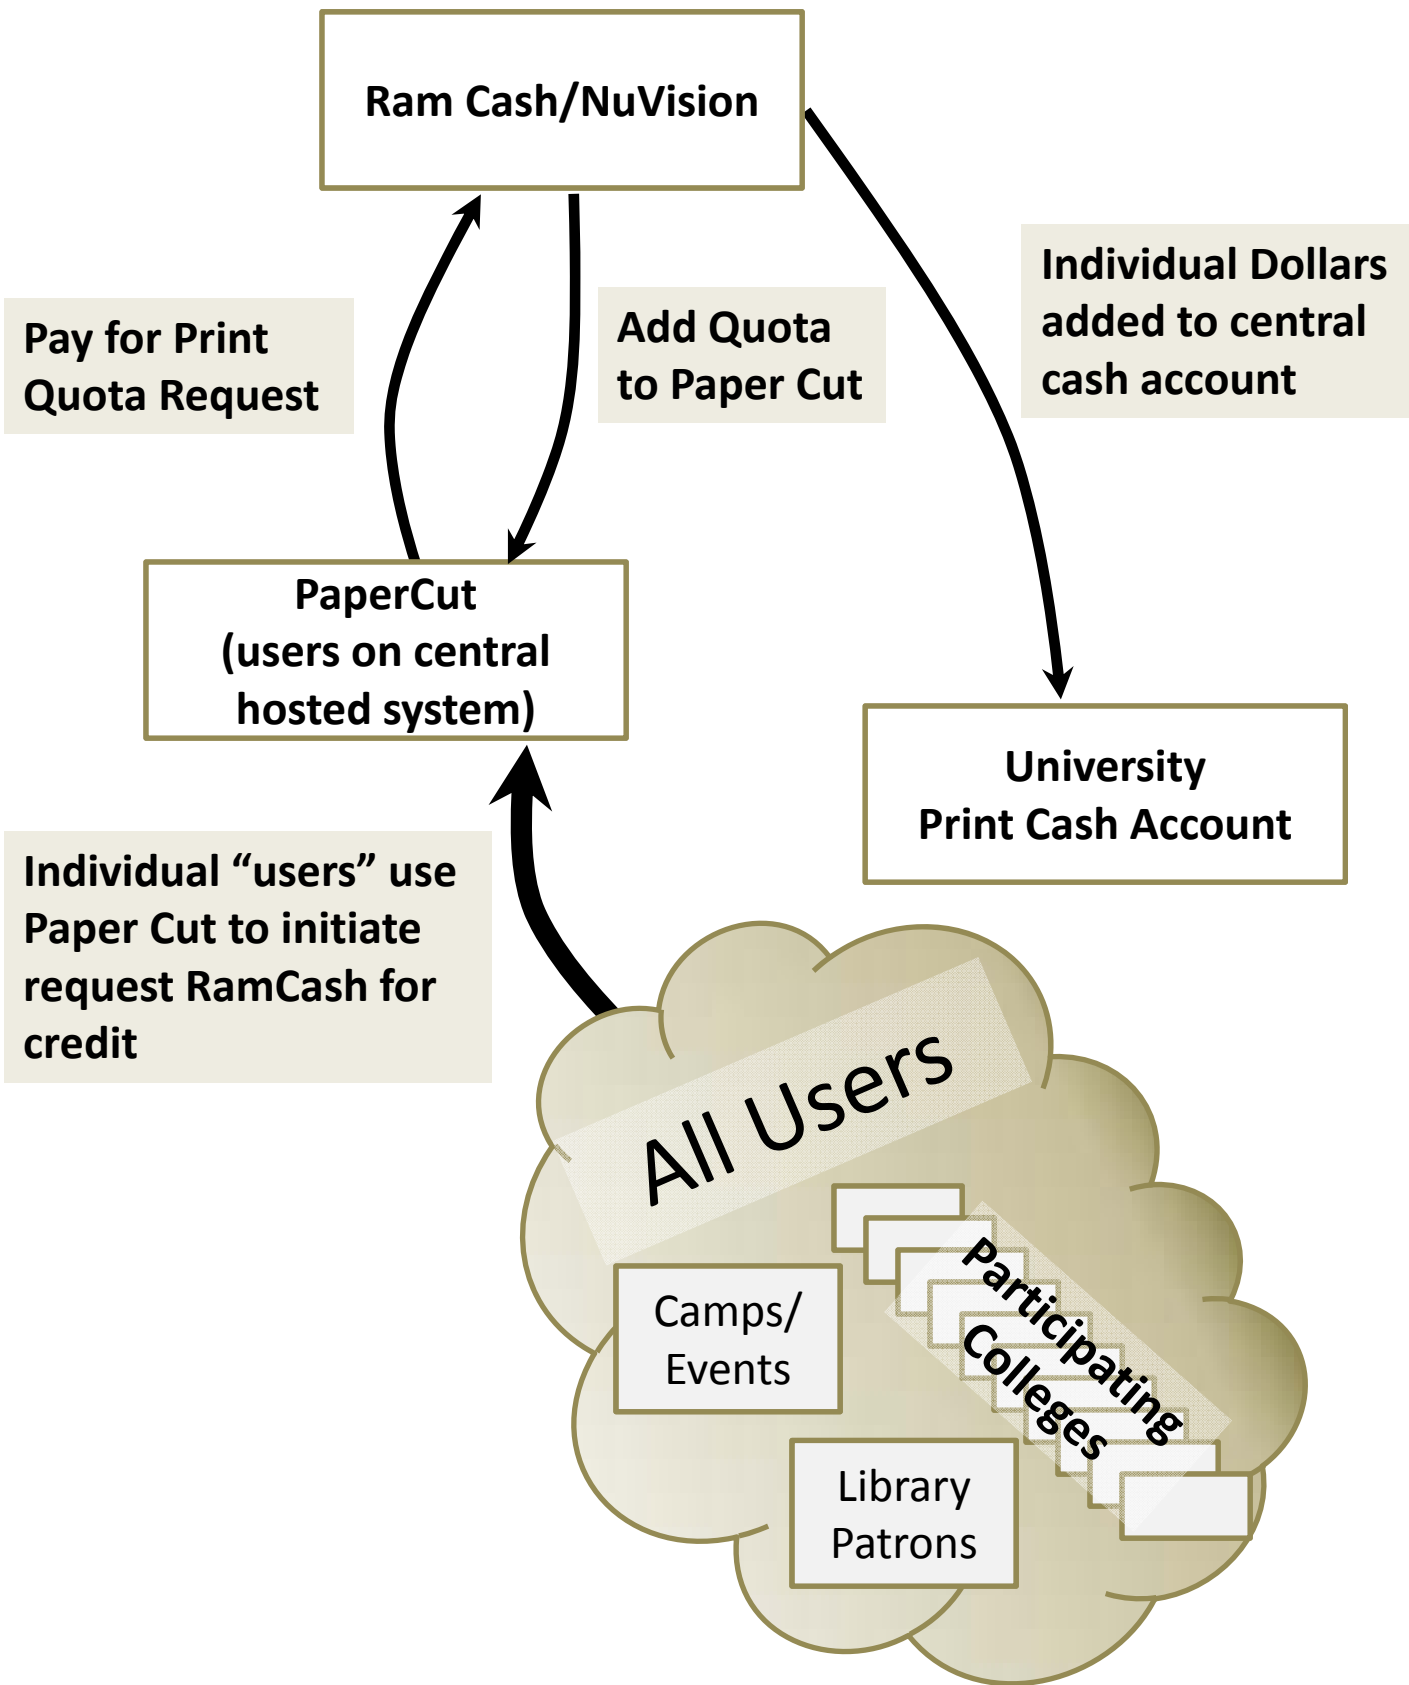 Ram Cash/NuVision
Individual Dollars
added to central
cash account
Pay for Print
Quota Request
Add Quota
to Paper Cut
PaperCut
(users on central
hosted system)
University
Print Cash Account
Individual “users” use
Paper Cut to initiate
request RamCash for
credit
All Users
Participating
Colleges
Camps/
Events
Library
Patrons